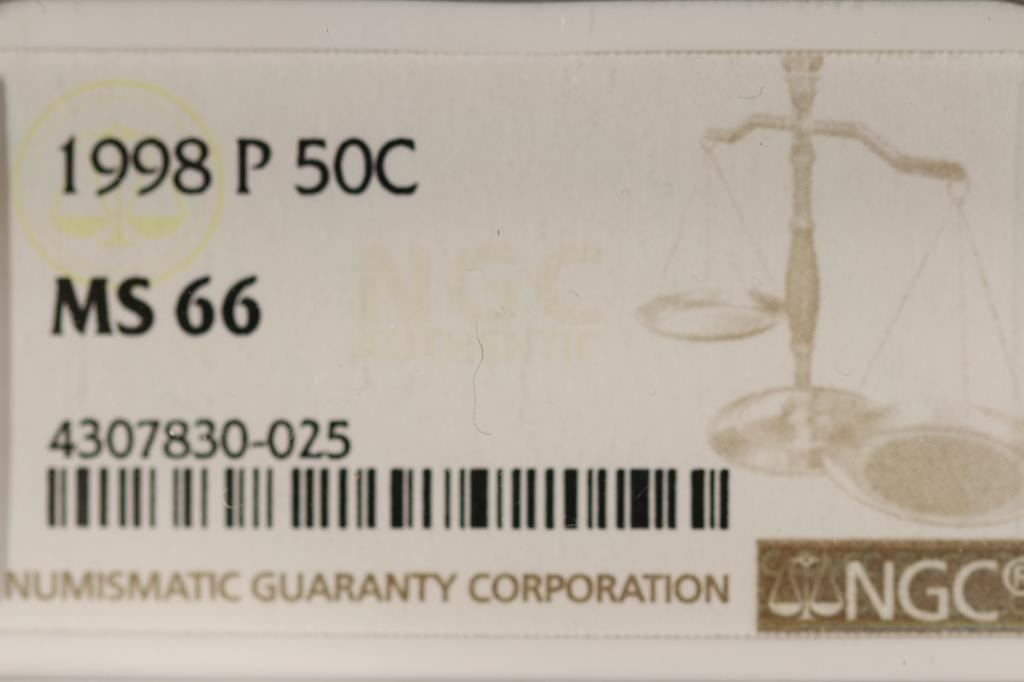 1998 P 50C
MS 66
NGC
AUTHENTIC
4307830-025
NUMISMATIC GUARANTY CORPORATION
NGC®